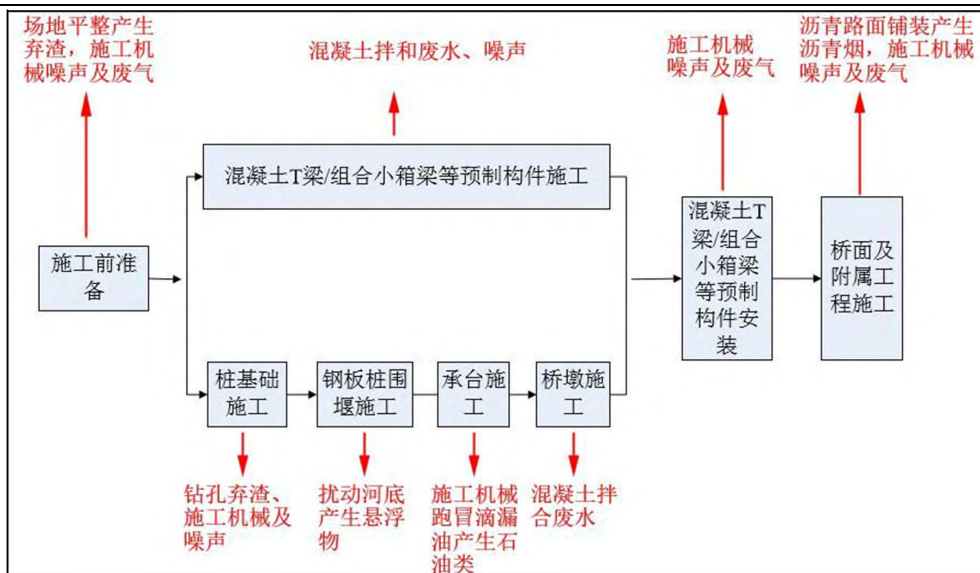 场地平整产生
弃渣，施工机
械噪声及废气
混凝土拌和废水、噪声
施工机械
噪声及废气
沥青路面铺装产生
沥青烟，施工机械
噪声及废气
混凝土T梁/组合小箱梁等预制构件施工
施工前准
备
混凝土T
梁/组合
小箱梁
等预制
构件安
装
桥面及
附属工
程施工
桩基础
施工
钢板桩围
堰施工
承台施
工
桥墩施
工
钻孔弃渣、
施工机械及
噪声
扰动河底
产生悬浮
物
施工机械
跑冒滴漏
油产生石
油类
混凝土拌
合废水